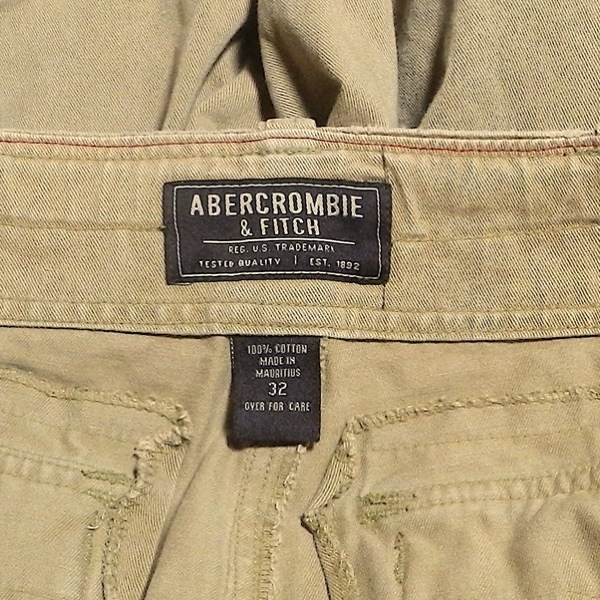 ABERCROMBIE
& FITCH
REG. U.S. TRADEMARK
TESTED QUALITY | EST. 1892
100% COTTON
MADE IN
MAURITIUS
32
OVER FOR CARE